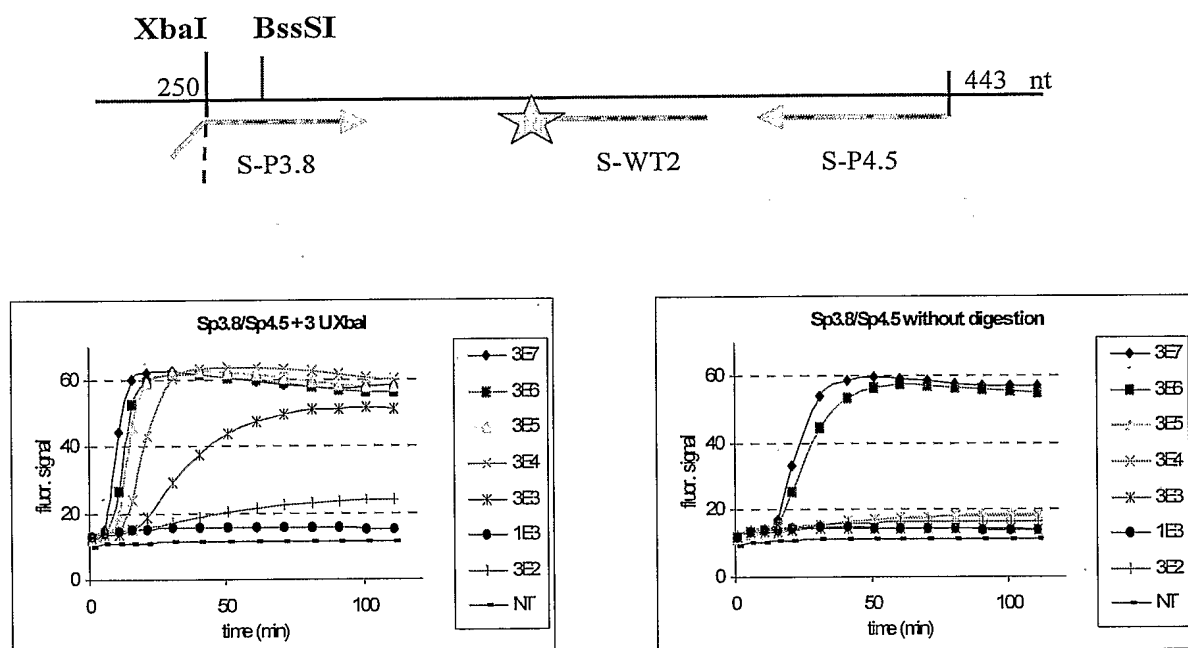 XbaI BssSI
250 443 nt
S-P3.8 S-WT2 S-P4.5
Sp3.8/Sp4.5 + 3 UXbaI
fluor. signal
60
40
20
0
0 50 100
time (min)
3E7
3E6
3E5
3E4
3E3
1E3
3E2
NT
Sp3.8/Sp4.5 without digestion
fluor. signal
60
40
20
0
0 50 100
time (min)
3E7
3E6
3E5
3E4
3E3
1E3
3E2
NT